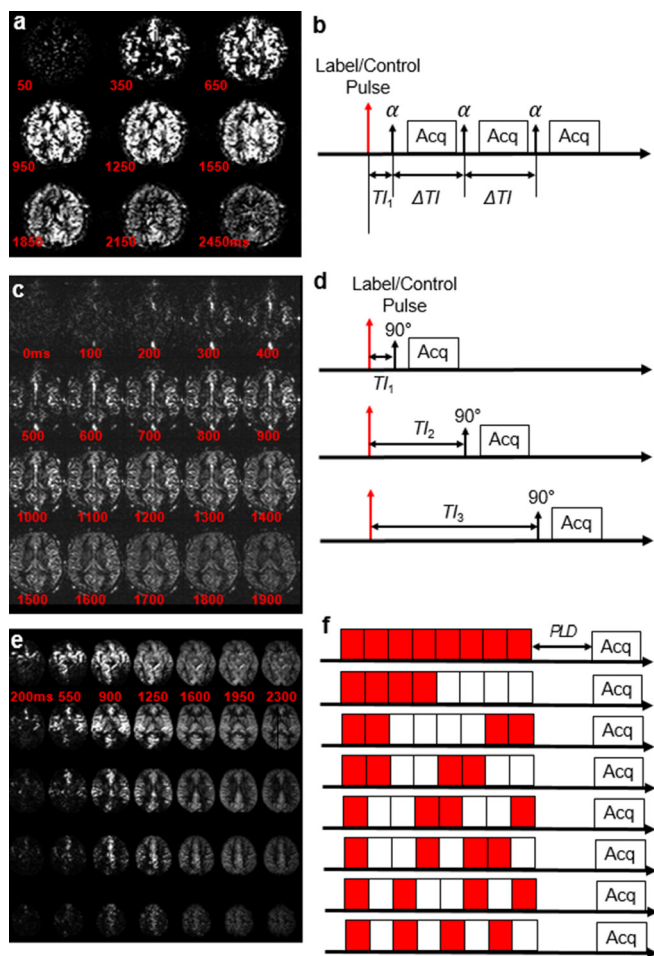 a
50 350 650
950 1250 1550
1850 2150 2450ms
b
Label/Control
Pulse
α α α
Acq Acq Acq
TI1 ΔTI ΔTI
c
0ms 100 200 300 400
500 600 700 800 900
1000 1100 1200 1300 1400
1500 1600 1700 1800 1900
d
Label/Control
Pulse
90°
Acq
TI1
90°
TI2
Acq
90°
TI3
Acq
e
200ms 550 900 1250 1600 1950 2300
f
PLD
Acq
Acq
Acq
Acq
Acq
Acq
Acq
Acq